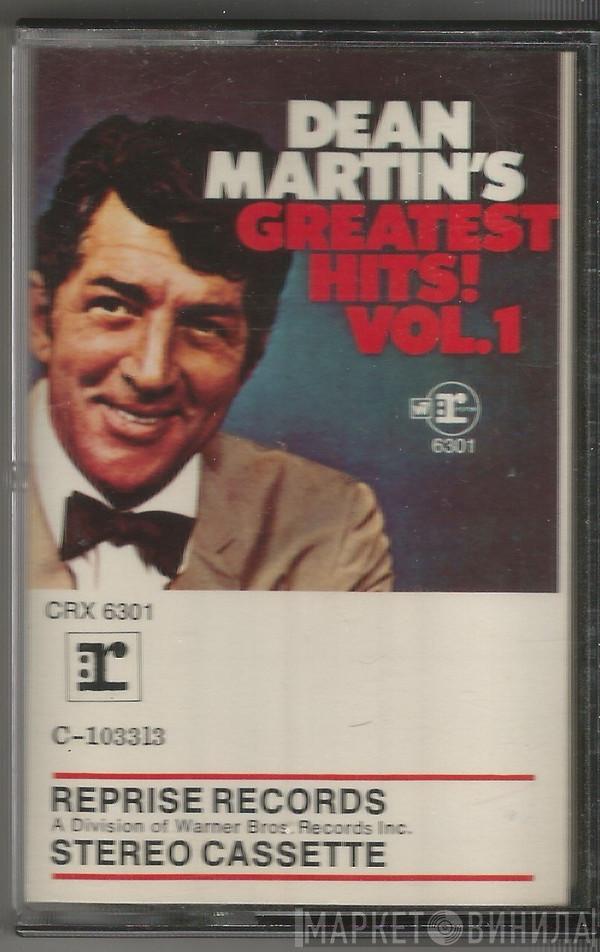 DEAN
MARTIN'S
GREATEST
HITS!
VOL.1
W
r
6301
CRX 6301
r
C-103313
REPRISE RECORDS
A Division of Warner Bros. Records Inc.
STEREO CASSETTE
МАРКЕТ ВИНИЛА